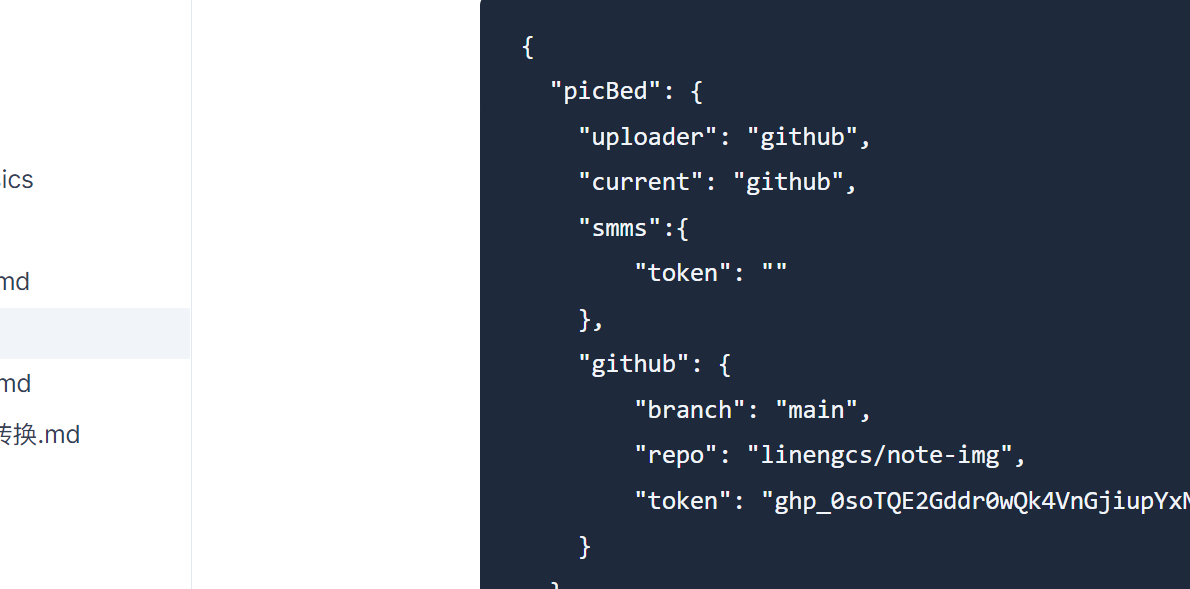 {
"picBed": {
"uploader": "github",
"current": "github",
ics
"smms":{
"token": ""
md
},
"github": {
md
"branch": "main",
转换.md
"repo": "linengcs/note-img",
"token": "ghp_0soTQE2Gddr0wQk4VnGjiupYx
}